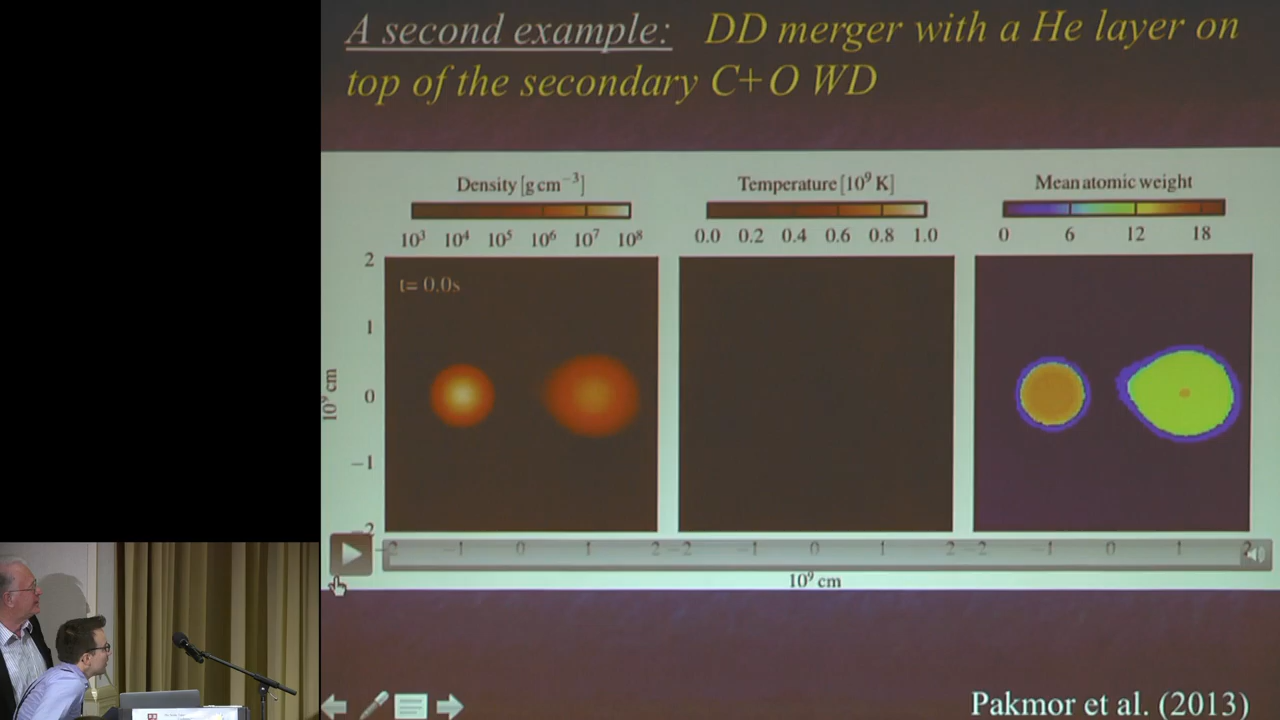 A second example: DD merger with a He layer on
top of the secondary C+O WD
Density [g cm⁻³]
10³ 10⁴ 10⁵ 10⁶ 10⁷ 10⁸
Temperature [10⁹ K]
0.0 0.2 0.4 0.6 0.8 1.0
Mean atomic weight
0 6 12 18
t= 0.0s
2
1
0
−1
−2
10⁹ cm
−2 −1 0 1 2
−2 −1 0 1 2
−2 −1 0 1 2
10⁹ cm
Pakmor et al. (2013)